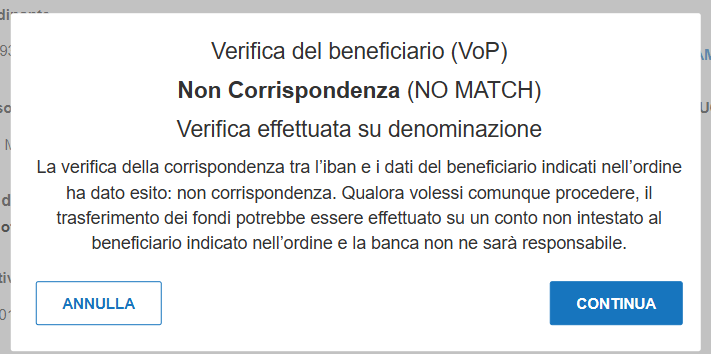 Verifica del beneficiario (VoP)
Non Corrispondenza (NO MATCH)
Verifica effettuata su denominazione
La verifica della corrispondenza tra l'iban e i dati del beneficiario indicati nell'ordine
ha dato esito: non corrispondenza. Qualora volessi comunque procedere, il
trasferimento dei fondi potrebbe essere effettuato su un conto non intestato al
beneficiario indicato nell'ordine e la banca non ne sarà responsabile.
ANNULLA
CONTINUA